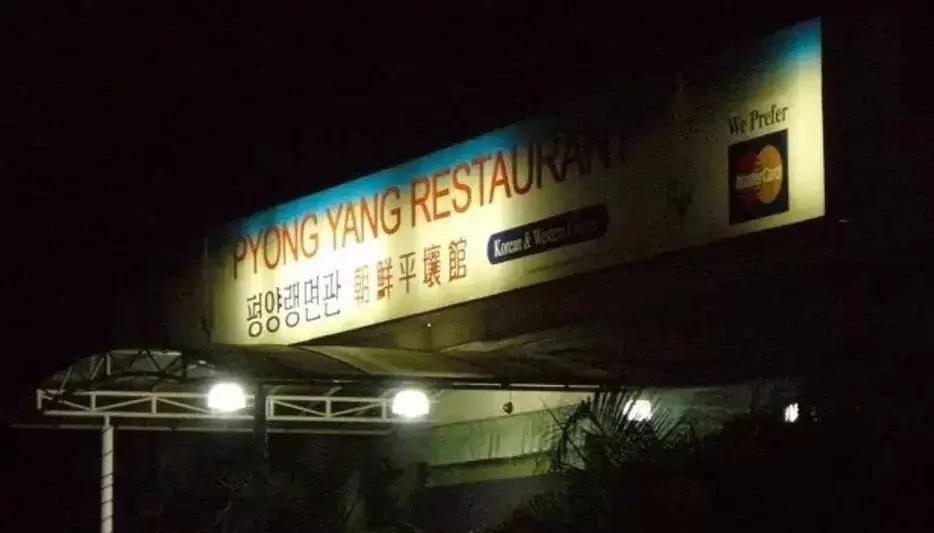 PYONG YANG RESTAURANT
평양랭면관 朝鮮平壤館
Korean & Western
We Prefer
MasterCard